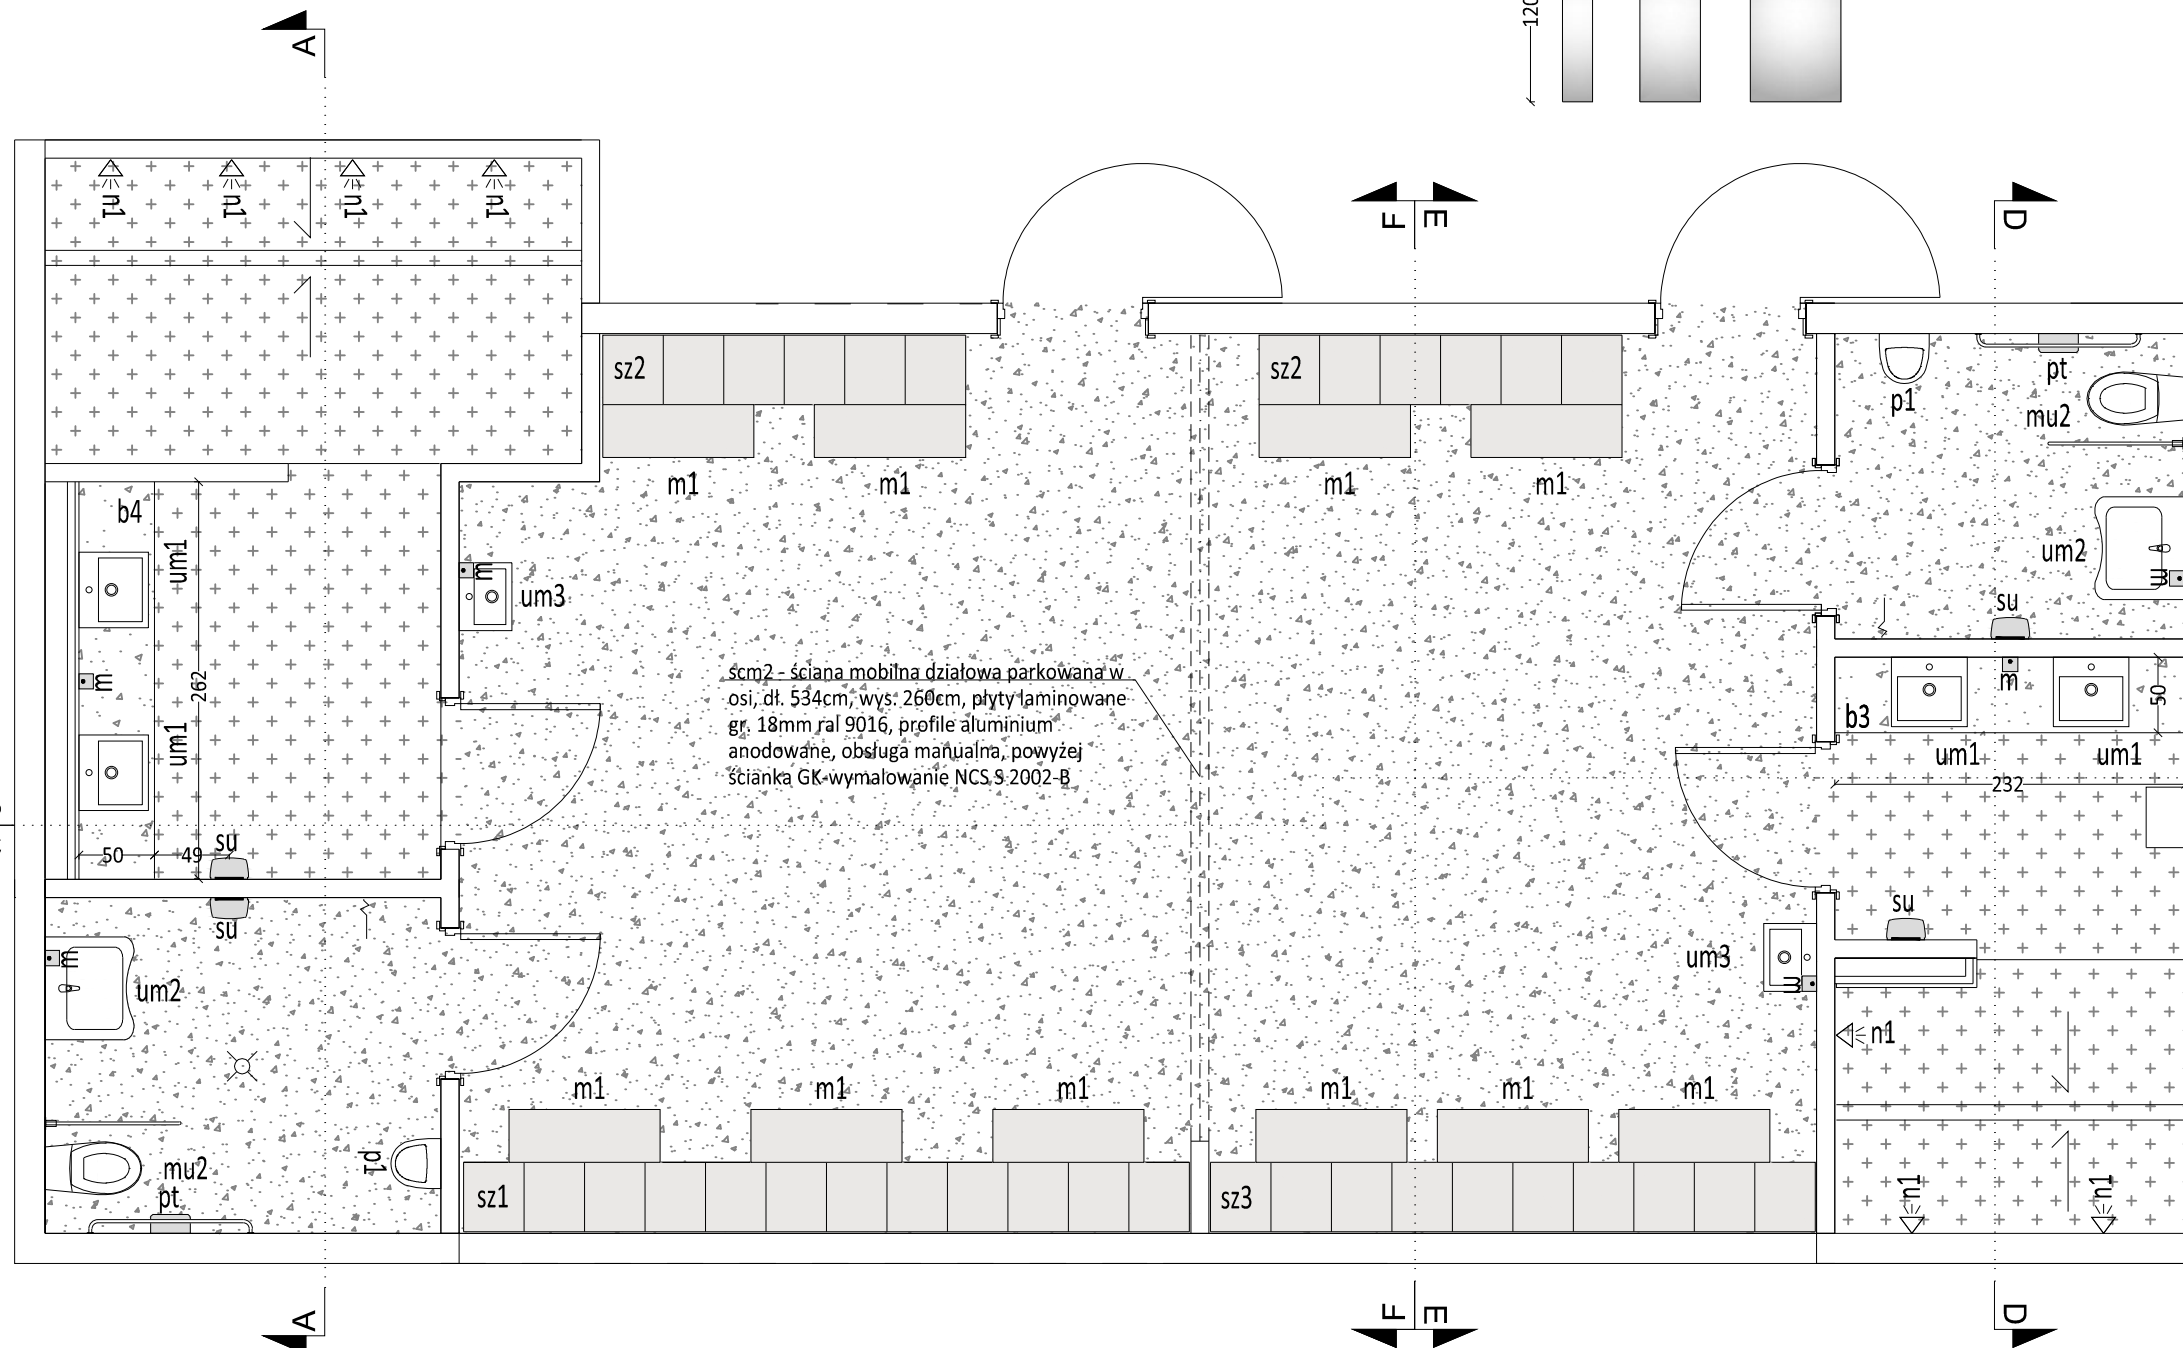 120
A
F
E
D
n1
n1
n1
n1
sz2
sz2
pt
p1
mu2
m1
m1
m1
m1
b4
um1
um2
m
um3
m
su
m
262
scm2 - ściana mobilna działowa parkowana w
osi, dł. 534cm, wys. 260cm, płyty laminowane
gr. 18mm ral 9016, profile aluminium
anodowane, obsługa manualna, powyżej
ścianka GK-wymalowanie NCS S 2002-B
m
50
b3
um1
um1
um1
232
su
50
49
su
su
m
um2
um3
m
n1
m1
m1
m1
m1
m1
m1
p1
mu2
pt
sz1
sz3
n1
n1
A
F
E
D